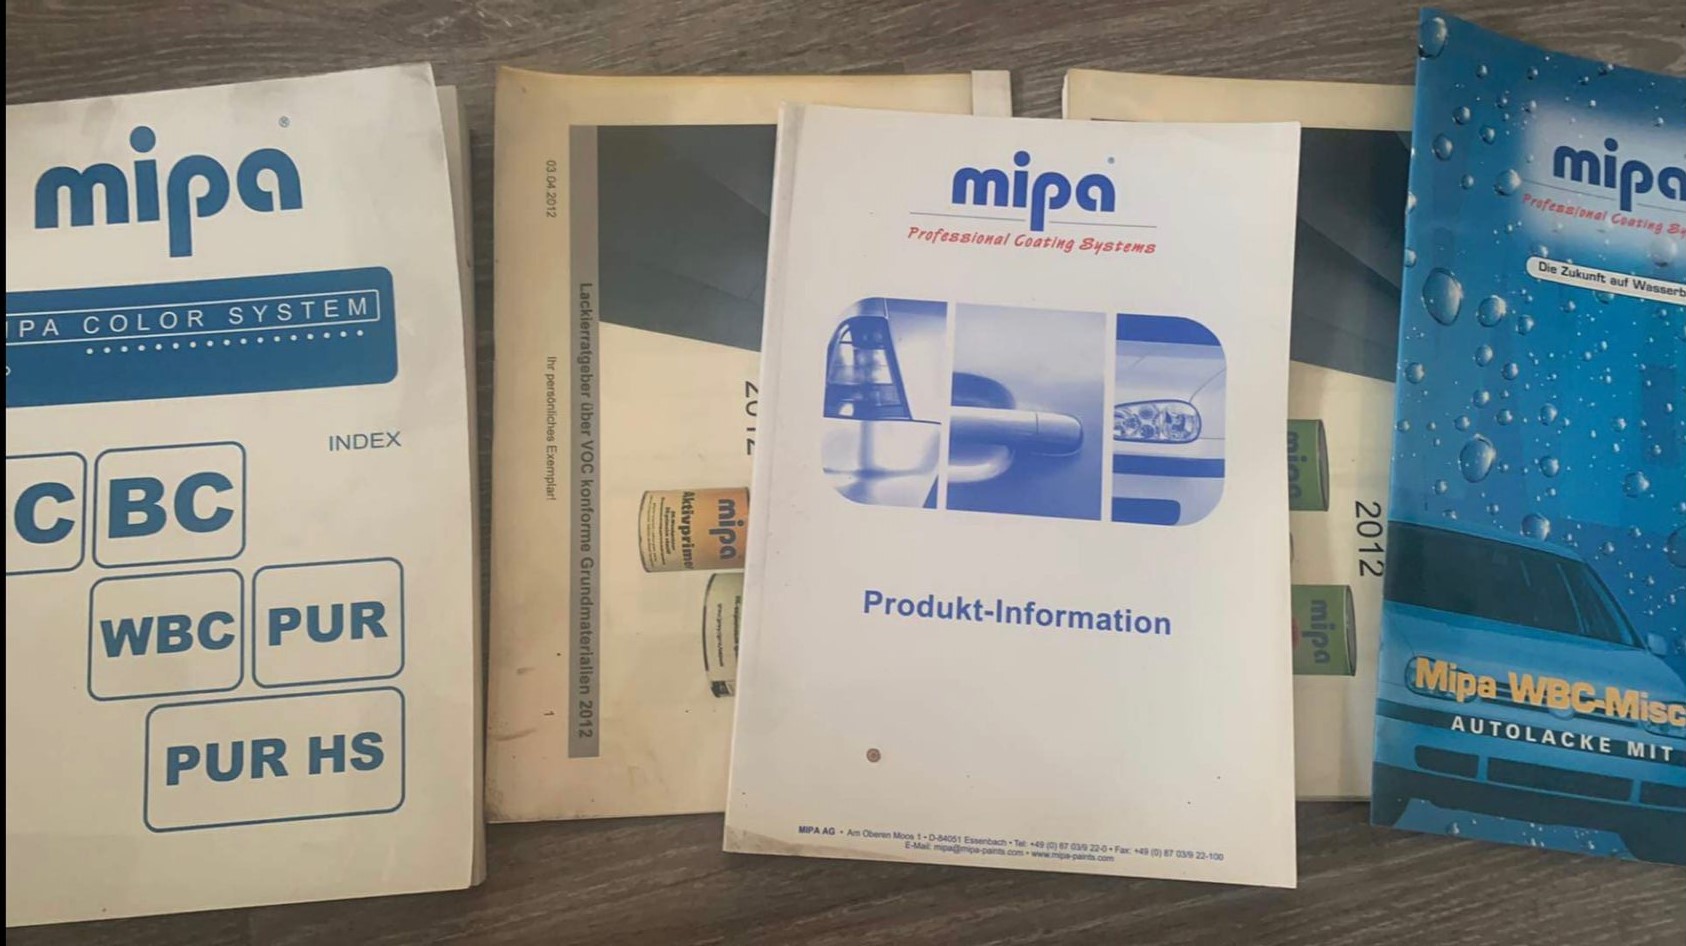 mipa®
IPA COLOR SYSTEM
INDEX
C
BC
WBC
PUR
PUR HS
03.04.2012
Ihr persönliches Exemplar!
1
Lackierratgeber über VOC konforme Grundmaterialien 2012
2012
mipa
Aktivprimer
mipa
Professional Coating Systems
Produkt-Information
MIPA AG • Am Oberen Moos 1 • D-84051 Essenbach • Tel: +49 (0) 87 03/9 22-0 • Fax: +49 (0) 87 03/9 22-100
E-Mail: mipa@mipa-paints.com • www.mipa-paints.com
mipa
mipa
2012
mipa
Professional Coating Sy
Die Zukunft auf Wasserb
Mipa WBC-Misc
AUTOLACKE MIT